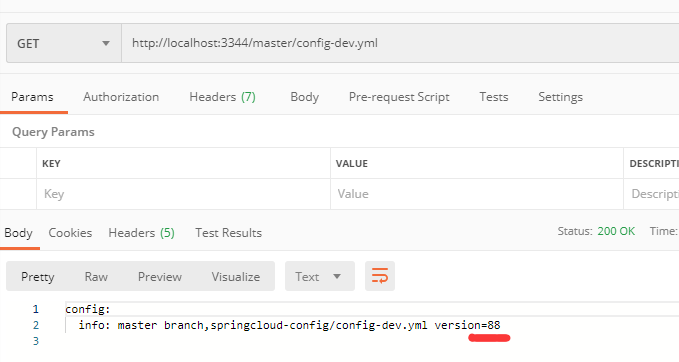 GET http://localhost:3344/master/config-dev.yml
Params Authorization Headers (7) Body Pre-request Script Tests Settings
Query Params
KEY VALUE DESCRIPTI
Key Value Descripti
Body Cookies Headers (5) Test Results Status: 200 OK Time:
Pretty Raw Preview Visualize Text
1 config:
2 info: master branch,springcloud-config/config-dev.yml version=88
3